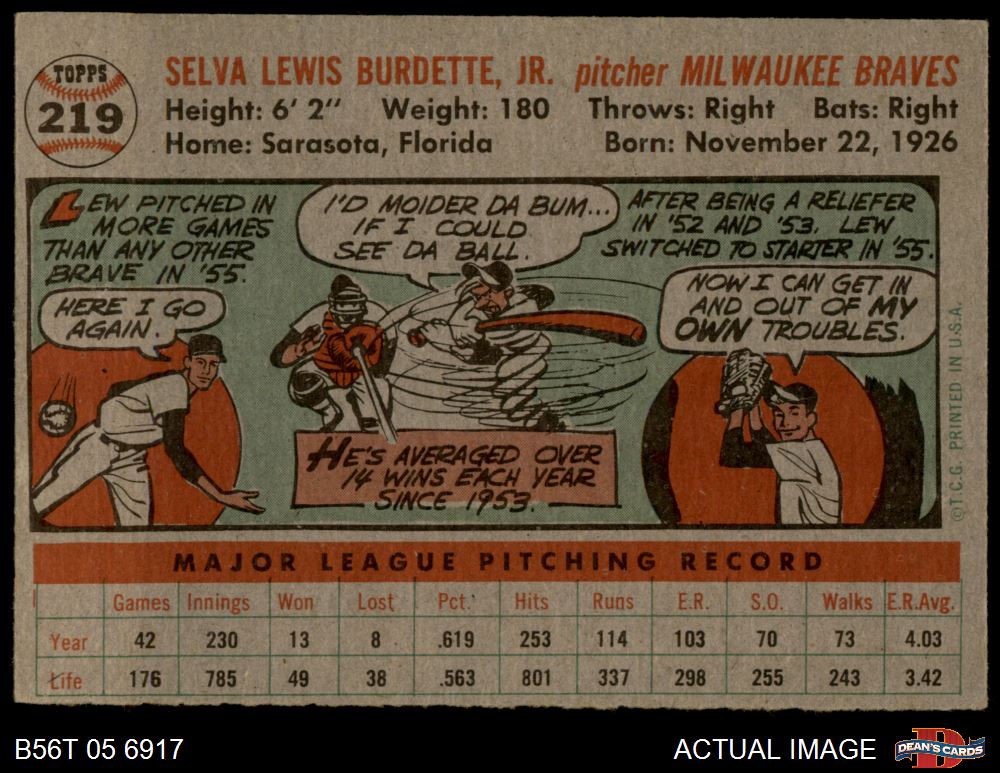 TOPPS
219
SELVA LEWIS BURDETTE, JR. pitcher MILWAUKEE BRAVES
Height: 6' 2" Weight: 180 Throws: Right Bats: Right
Home: Sarasota, Florida Born: November 22, 1926
LEW PITCHED IN
MORE GAMES
THAN ANY OTHER
BRAVE IN '55.
HERE I GO
AGAIN.
I'D MOIDER DA BUM...
IF I COULD
SEE DA BALL.
HE'S AVERAGED OVER
14 WINS EACH YEAR
SINCE 1953.
AFTER BEING A RELIEFER
IN '52 AND '53, LEW
SWITCHED TO STARTER IN '55.
NOW I CAN GET IN
AND OUT OF MY
OWN TROUBLES.
©T.C.G. PRINTED IN U.S.A.
MAJOR LEAGUE PITCHING RECORD
Games Innings Won Lost Pct. Hits Runs E.R. S.O. Walks E.R.Avg.
Year 42 230 13 8 .619 253 114 103 70 73 4.03
Life 176 785 49 38 .563 801 337 298 255 243 3.42
B56T 05 6917 ACTUAL IMAGE
D
DEAN'S CARDS